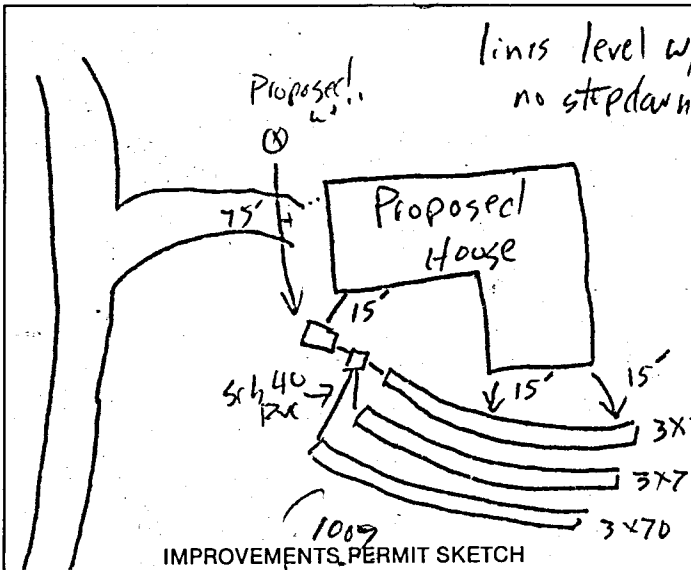 lines level w/
no stepdown
Proposed
75'
Proposed
House
15'
sch 40
pvc
15'
15'
3x7
3x7
3x70
IMPROVEMENTS PERMIT SKETCH